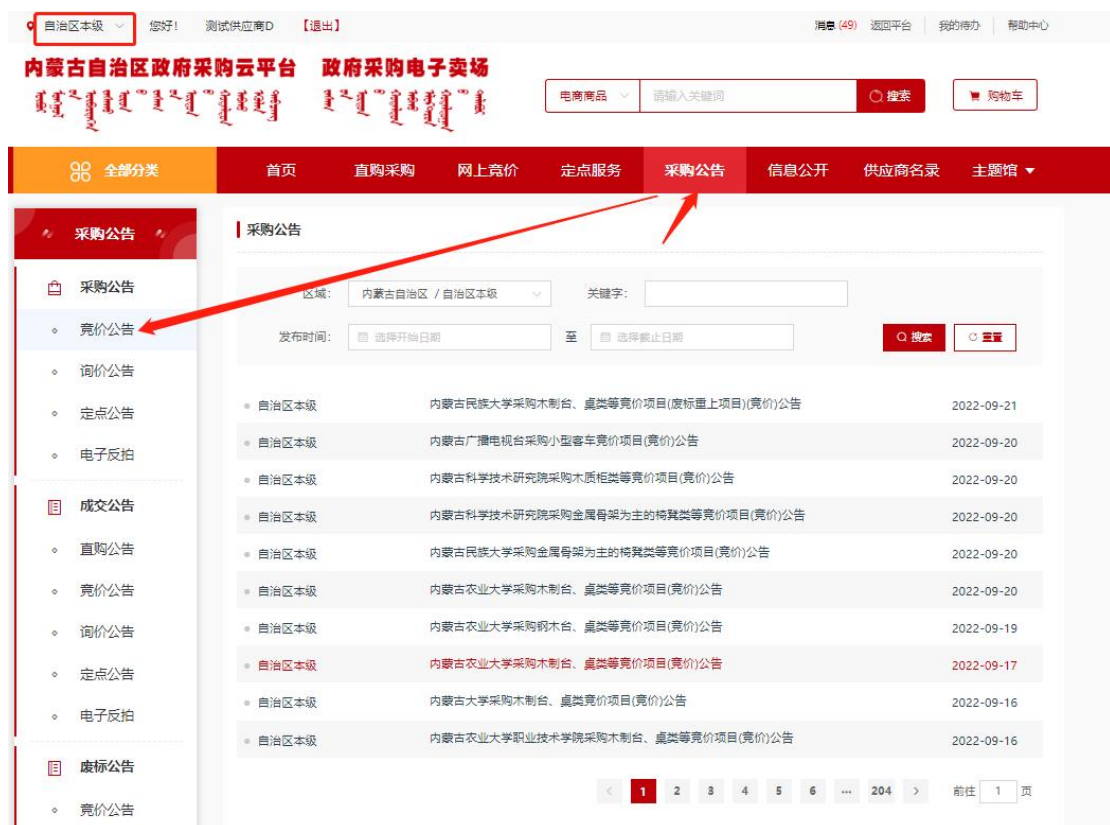 自治区本级 您好! 测试供应商D 【退出】 消息(49) 返回平台 我的待办 帮助中心
内蒙古自治区政府采购云平台 政府采购电子卖场
电商商品 请输入关键词 搜索 购物车
全部分类 首页 直购采购 网上竞价 定点服务 采购公告 信息公开 供应商名录 主题馆
采购公告
采购公告
竞价公告
询价公告
定点公告
电子反拍
成交公告
直购公告
竞价公告
询价公告
定点公告
电子反拍
废标公告
竞价公告
采购公告
区域: 内蒙古自治区 / 自治区本级 关键字:
发布时间: 选择开始日期 至 选择截止日期 搜索 重置
自治区本级 内蒙古民族大学采购木制台、桌类等竞价项目(废标重上项目)(竞价)公告 2022-09-21
自治区本级 内蒙古广播电视台采购小型客车竞价项目(竞价)公告 2022-09-20
自治区本级 内蒙古科学技术研究院采购木质柜类等竞价项目(竞价)公告 2022-09-20
自治区本级 内蒙古科学技术研究院采购金属骨架为主的椅凳类等竞价项目(竞价)公告 2022-09-20
自治区本级 内蒙古民族大学采购金属骨架为主的椅凳类等竞价项目(竞价)公告 2022-09-20
自治区本级 内蒙古农业大学采购木制台、桌类等竞价项目(竞价)公告 2022-09-20
自治区本级 内蒙古农业大学采购钢木台、桌类等竞价项目(竞价)公告 2022-09-19
自治区本级 内蒙古农业大学采购木制台、桌类等竞价项目(竞价)公告 2022-09-17
自治区本级 内蒙古大学采购木制台、桌类竞价项目(竞价)公告 2022-09-16
自治区本级 内蒙古农业大学职业技术学院采购木制台、桌类等竞价项目(竞价)公告 2022-09-16
< 1 2 3 4 5 6 ... 204 > 前往 1 页